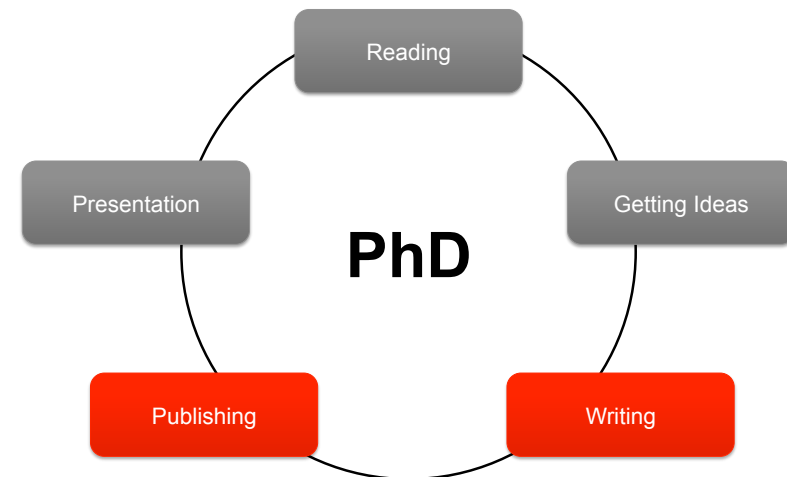 Reading
Presentation
Getting Ideas
PhD
Publishing
Writing